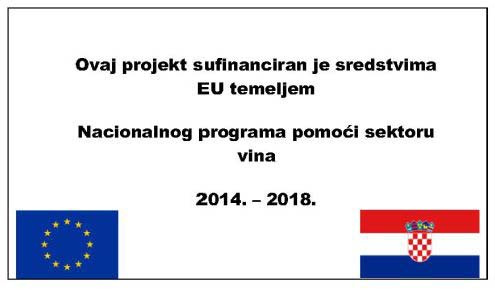 Ovaj projekt sufinanciran je sredstvima
EU temeljem
Nacionalnog programa pomoći sektoru
vina
2014. – 2018.